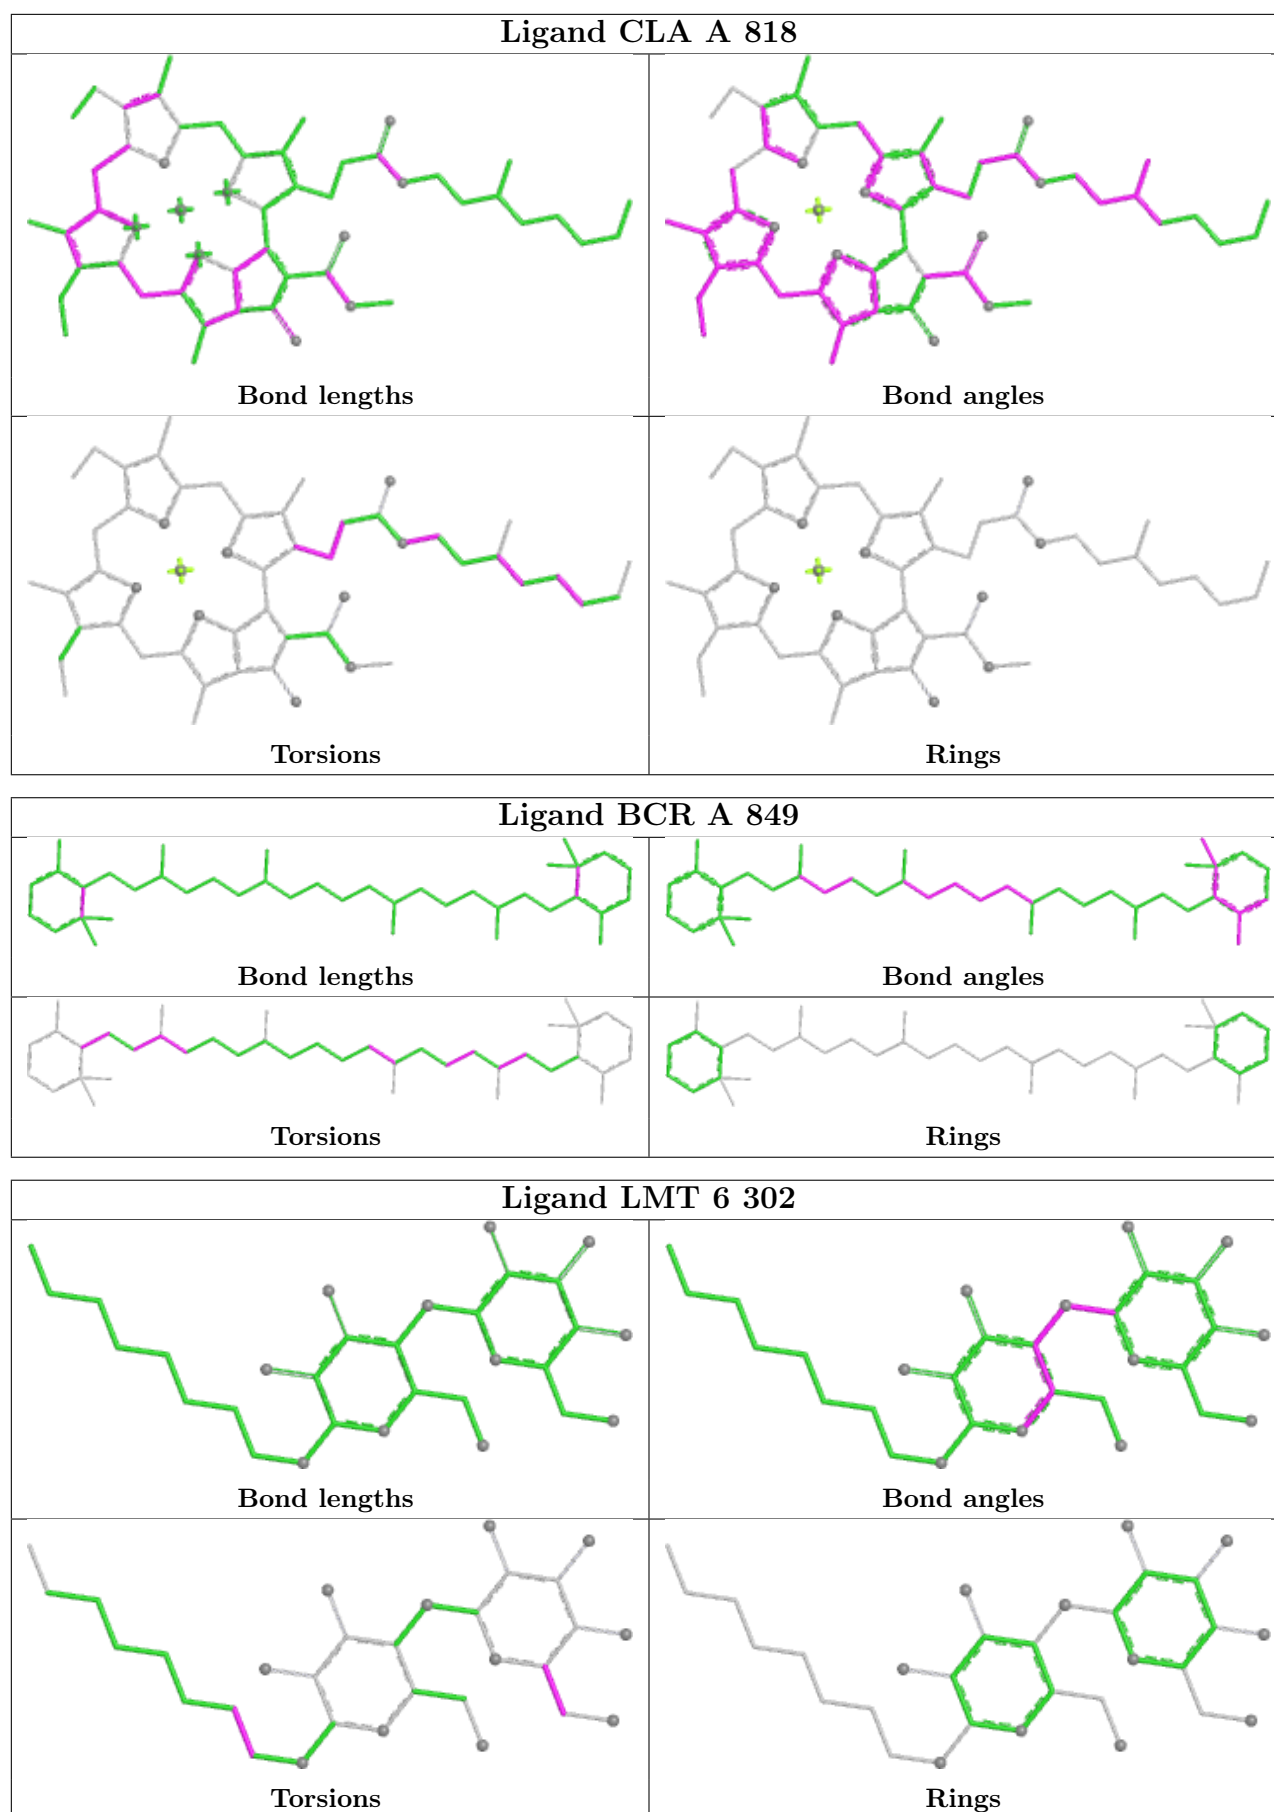 Ligand CLA A 818
Bond lengths
Bond angles
Torsions
Rings
Ligand BCR A 849
Bond lengths
Bond angles
Torsions
Rings
Ligand LMT 6 302
Bond lengths
Bond angles
Torsions
Rings